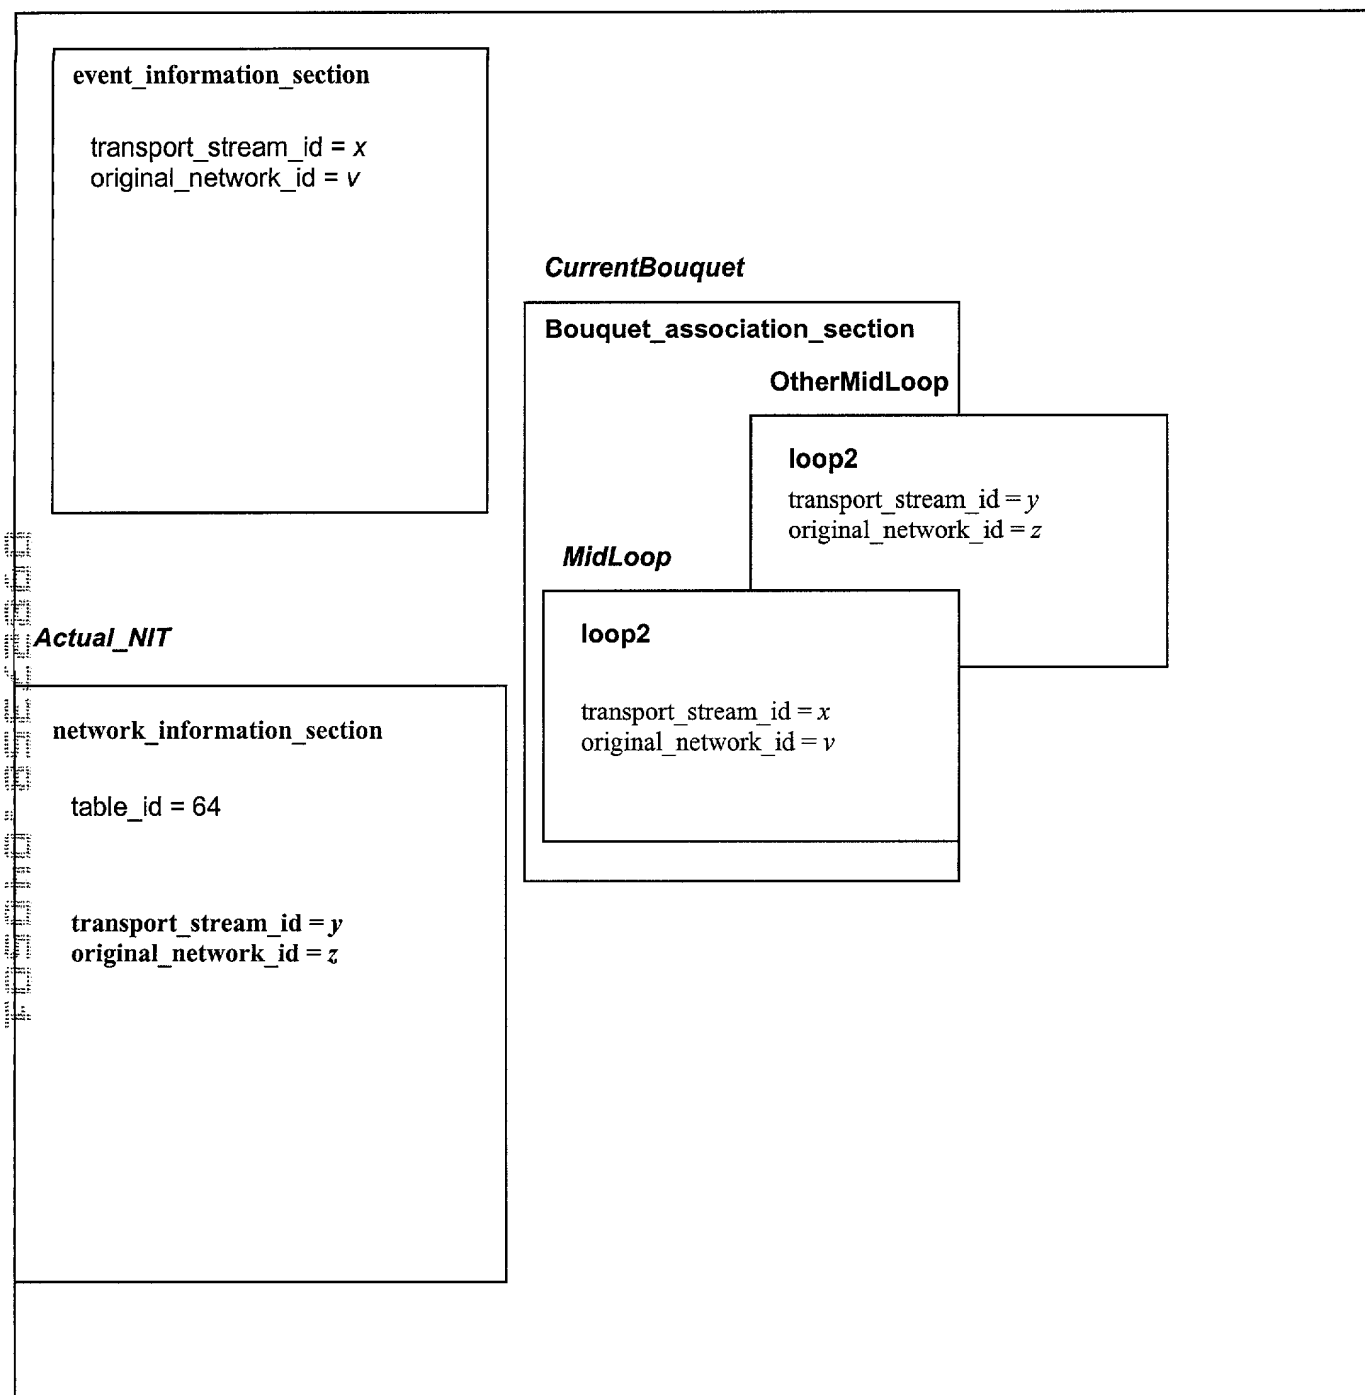 event_information_section
transport_stream_id = x
original_network_id = v
CurrentBouquet
Bouquet_association_section
OtherMidLoop
loop2
transport_stream_id = y
original_network_id = z
MidLoop
loop2
transport_stream_id = x
original_network_id = v
Actual_NIT
network_information_section
table_id = 64
transport_stream_id = y
original_network_id = z